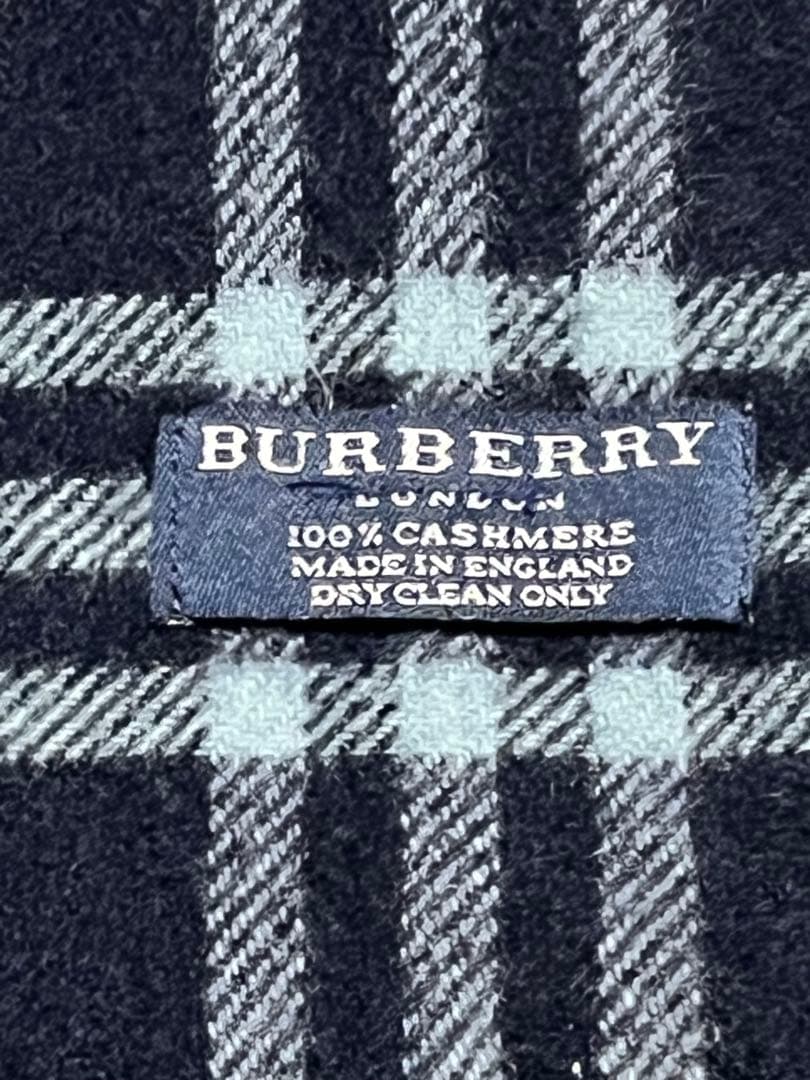 BURBERRY
LONDON
100% CASHMERE
MADE IN ENGLAND
DRY CLEAN ONLY